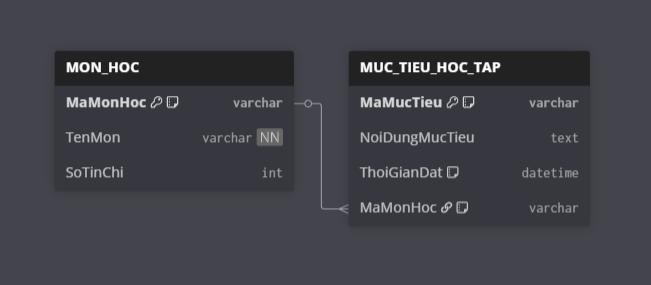 MON_HOC
MaMonHoc varchar
TenMon varchar NN
SoTinChi int
MUC_TIEU_HOC_TAP
MaMucTieu varchar
NoiDungMucTieu text
ThoiGianDat datetime
MaMonHoc varchar